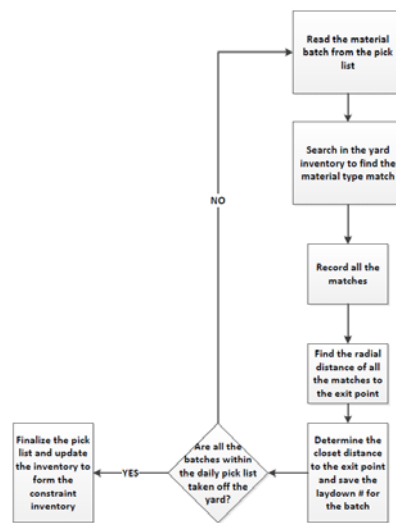 Read the material
batch from the pick
list
Search in the yard
inventory to find the
material type match
NO
Record all the
matches
Find the radial
distance of all
the matches to the
exit point
Determine the
closet distance
to the exit point
and save the
laydown # for
the batch
Are all the
batches within
the daily pick list
taken off the
yard?
YES
Finalize the pick
list and update
the inventory to
form the
constraint
inventory